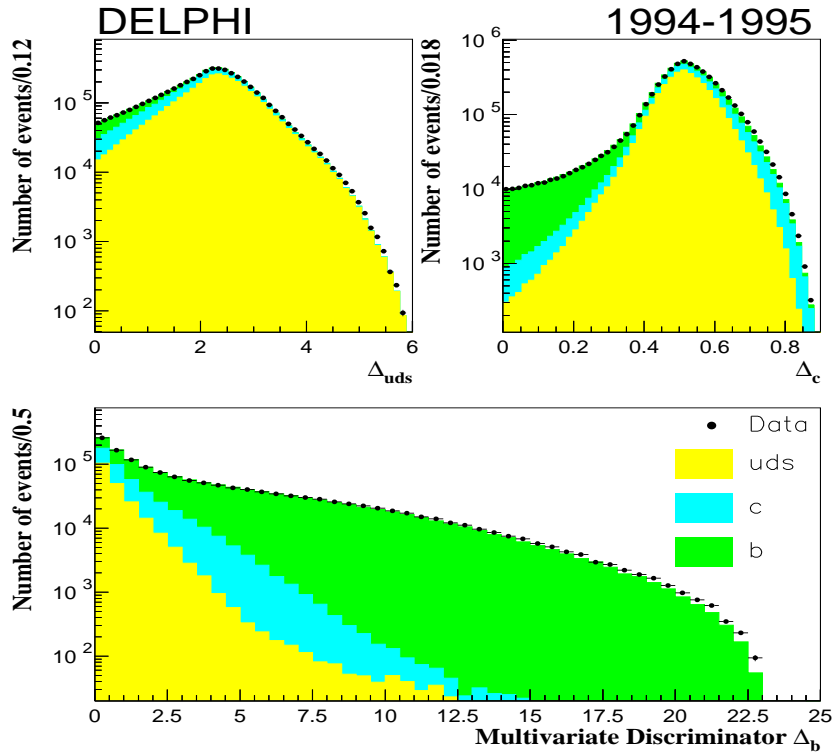 DELPHI
1994-1995
Number of events/0.12
10^5
10^4
10^3
10^2
0 2 4 6
Δ_uds
Number of events/0.018
10^6
10^5
10^4
10^3
0 0.2 0.4 0.6 0.8 1
Δ_c
Number of events/0.5
10^5
10^4
10^3
10^2
Data
uds
c
b
0 2.5 5 7.5 10 12.5 15 17.5 20 22.5 25
Multivariate Discriminator Δ_b